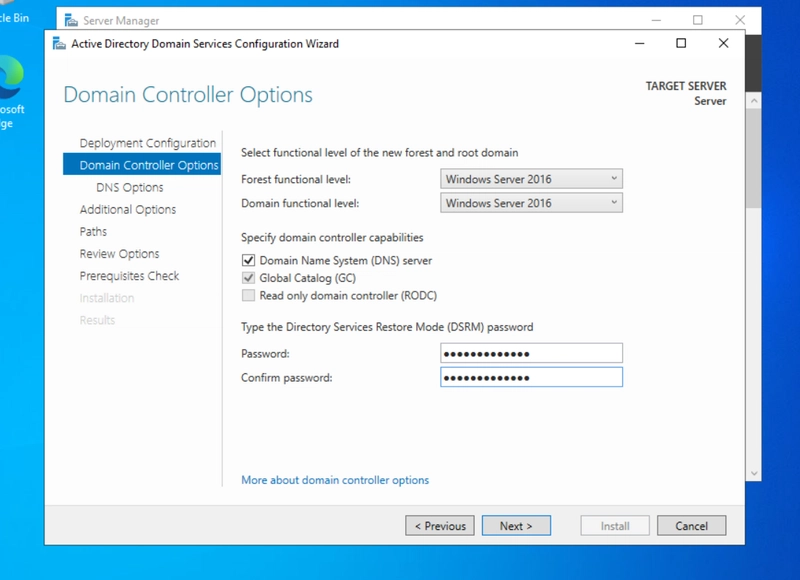 cle Bin
osoft
ge
Server Manager
Active Directory Domain Services Configuration Wizard
Domain Controller Options
TARGET SERVER
Server
Deployment Configuration
Domain Controller Options
DNS Options
Additional Options
Paths
Review Options
Prerequisites Check
Installation
Results
Select functional level of the new forest and root domain
Forest functional level: Windows Server 2016
Domain functional level: Windows Server 2016
Specify domain controller capabilities
Domain Name System (DNS) server
Global Catalog (GC)
Read only domain controller (RODC)
Type the Directory Services Restore Mode (DSRM) password
Password: •••••••••••••
Confirm password: •••••••••••••
More about domain controller options
< Previous Next > Install Cancel